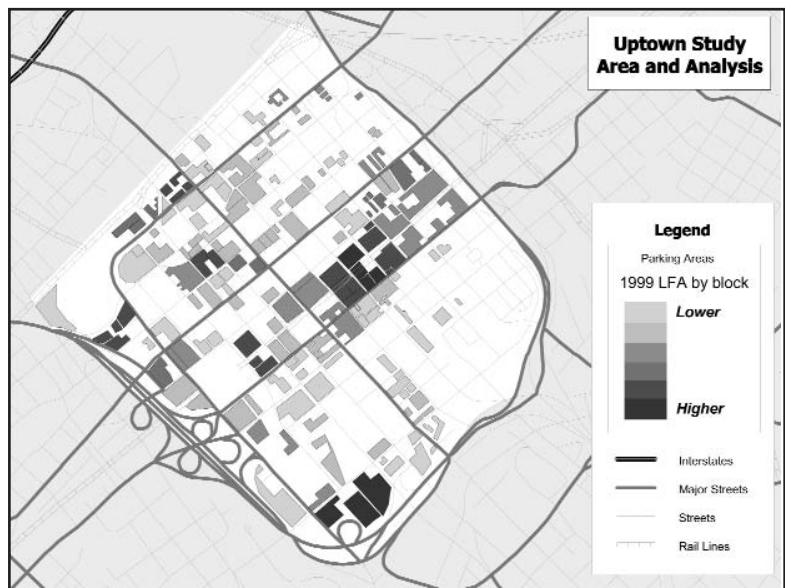 Uptown Study
Area and Analysis
Legend
Parking Areas
1999 LFA by block
Lower
Higher
Interstates
Major Streets
Streets
Rail Lines